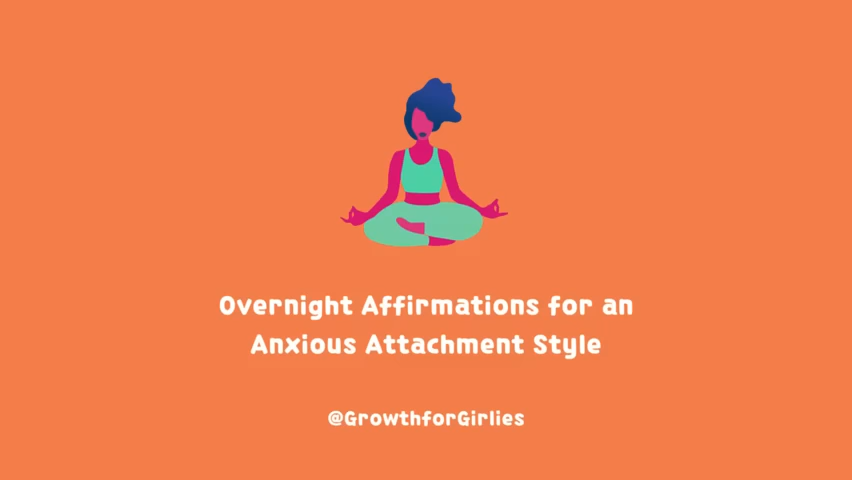 Overnight Affirmations for an
Anxious Attachment Style
@GrowthforGirlies